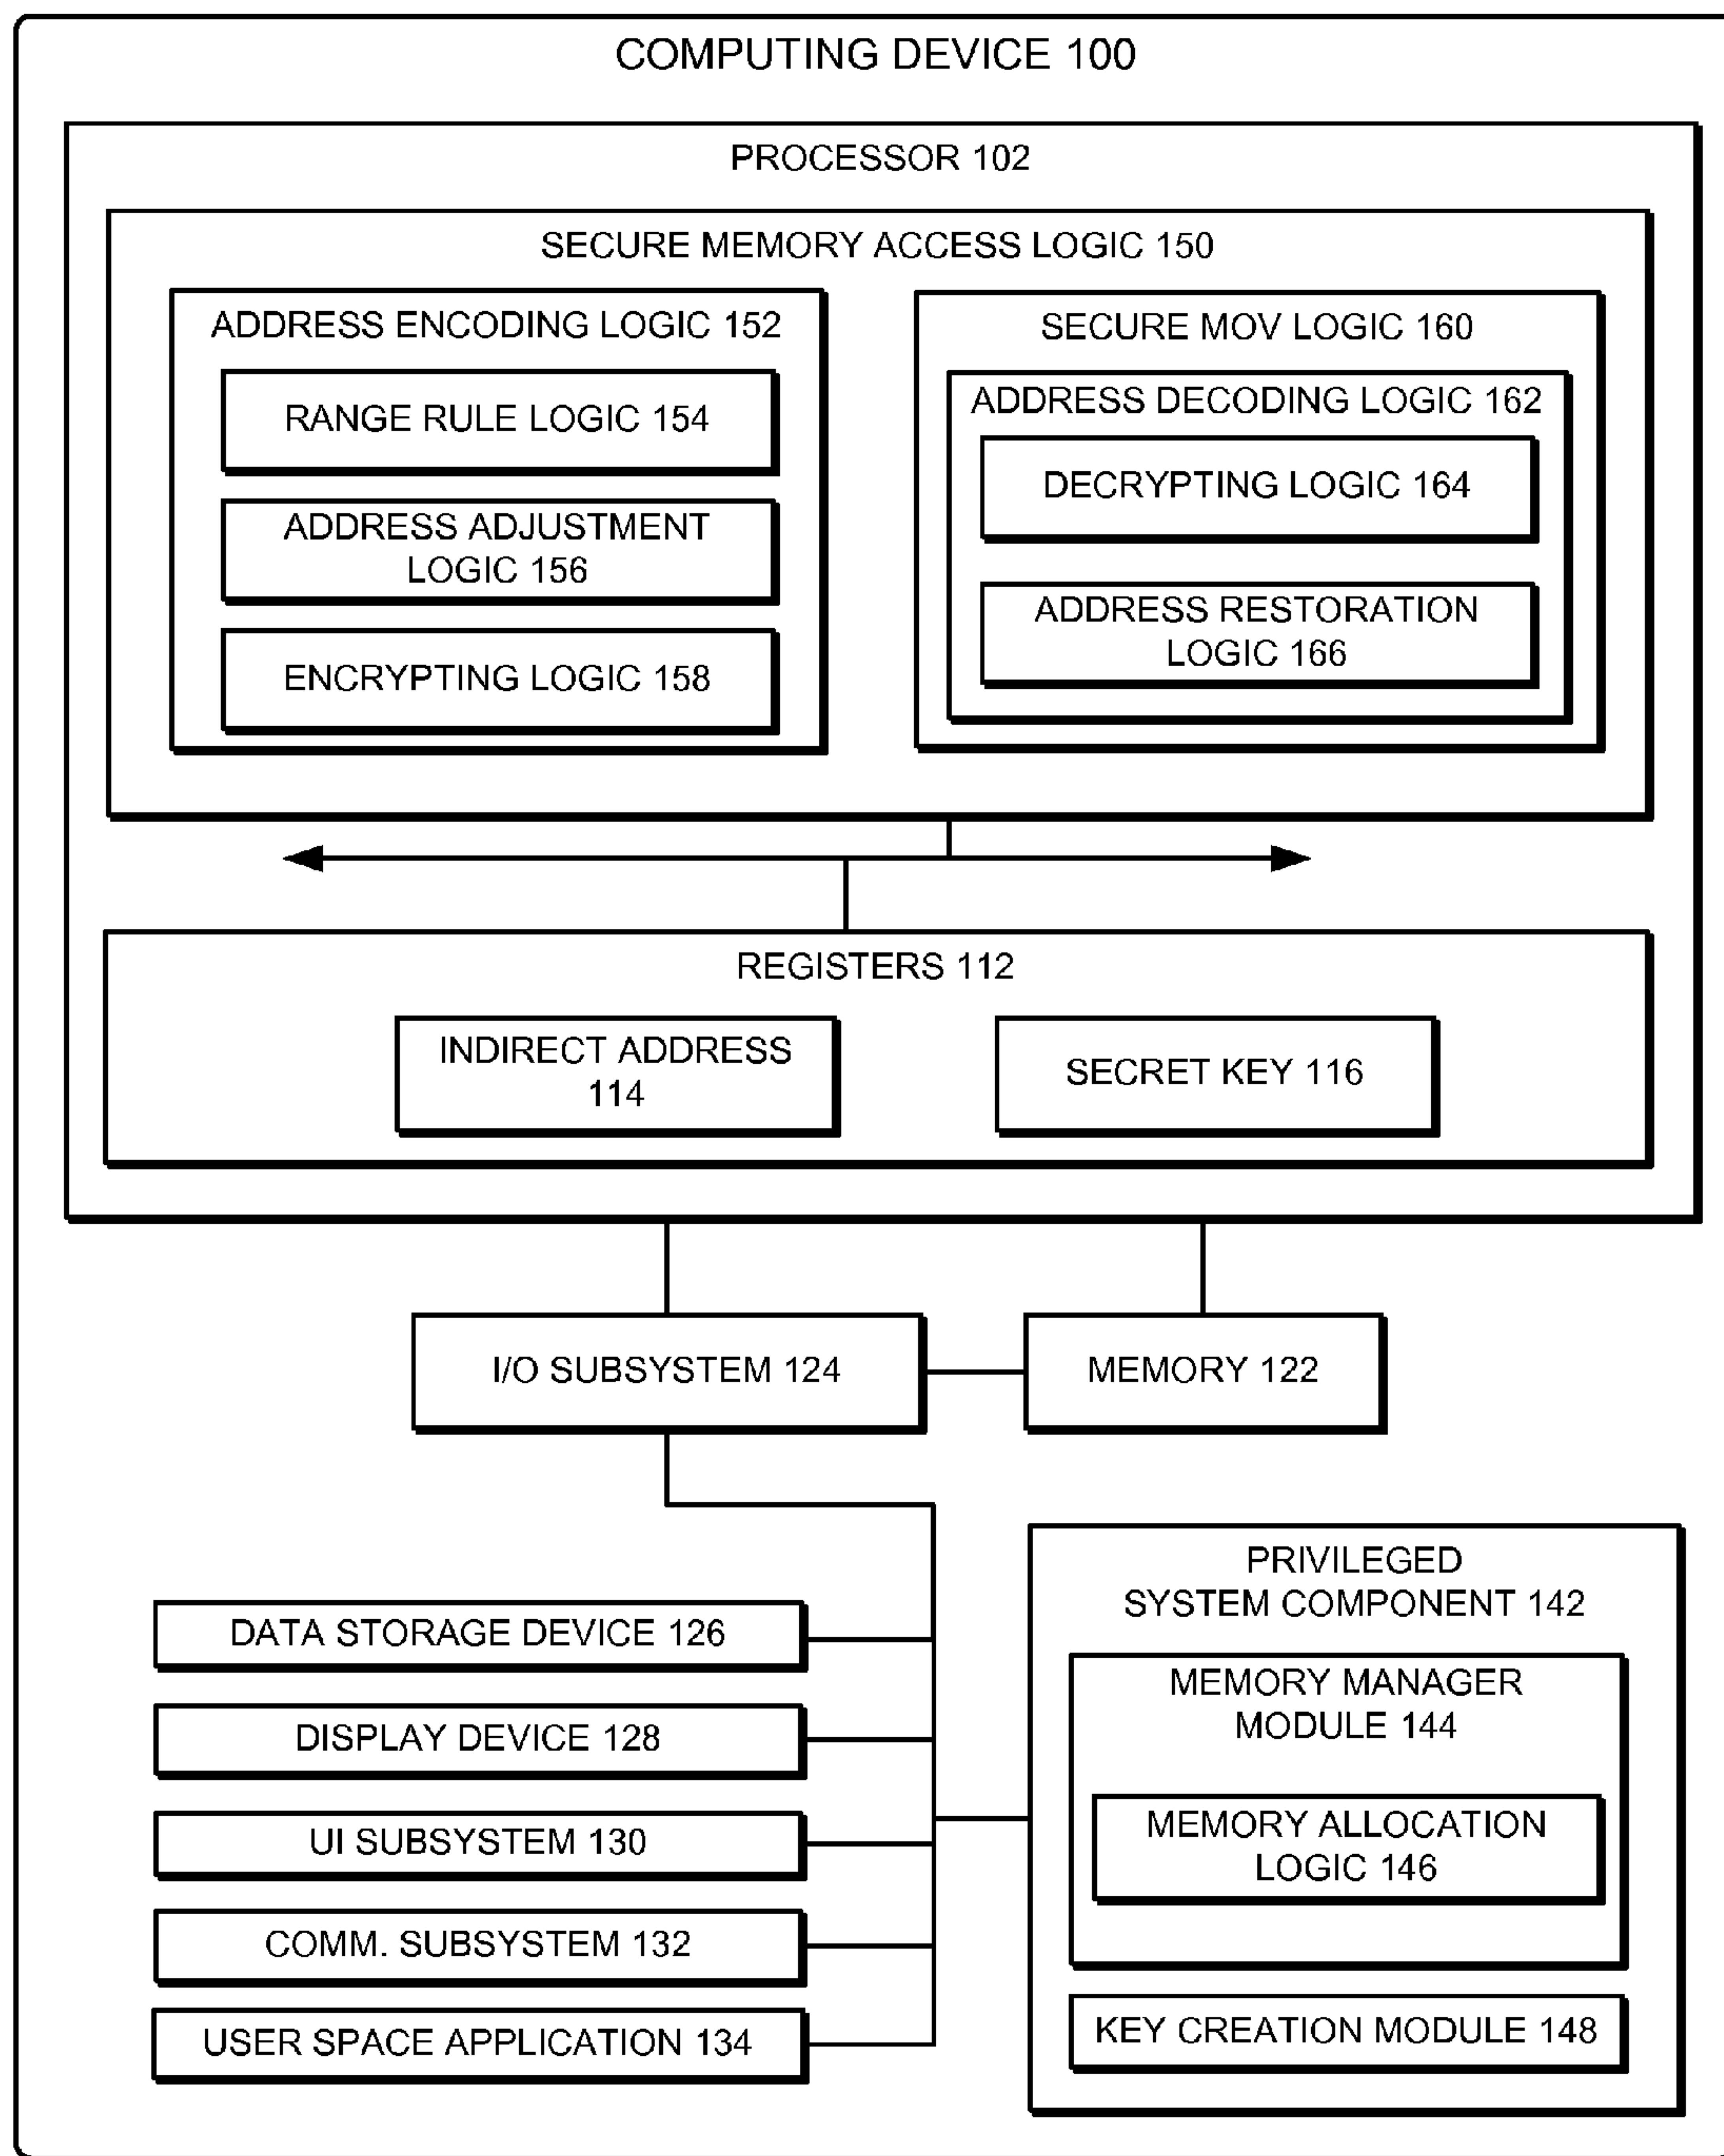 COMPUTING DEVICE 100
PROCESSOR 102
SECURE MEMORY ACCESS LOGIC 150
ADDRESS ENCODING LOGIC 152
RANGE RULE LOGIC 154
ADDRESS ADJUSTMENT
LOGIC 156
ENCRYPTING LOGIC 158
SECURE MOV LOGIC 160
ADDRESS DECODING LOGIC 162
DECRYPTING LOGIC 164
ADDRESS RESTORATION
LOGIC 166
REGISTERS 112
INDIRECT ADDRESS
114
SECRET KEY 116
I/O SUBSYSTEM 124
MEMORY 122
DATA STORAGE DEVICE 126
DISPLAY DEVICE 128
UI SUBSYSTEM 130
COMM. SUBSYSTEM 132
USER SPACE APPLICATION 134
PRIVILEGED
SYSTEM COMPONENT 142
MEMORY MANAGER
MODULE 144
MEMORY ALLOCATION
LOGIC 146
KEY CREATION MODULE 148